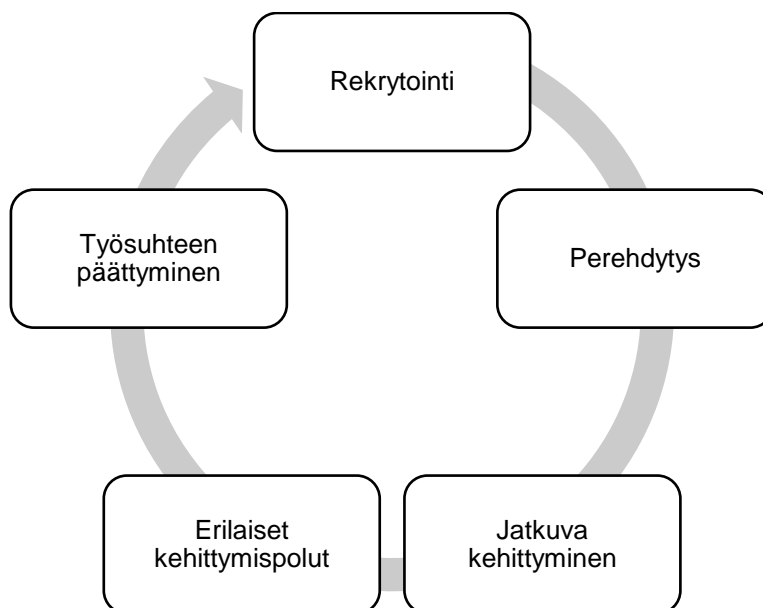 Rekrytointi
Perehdytys
Jatkuva
kehittyminen
Erilaiset
kehittymispolut
Työsuhteen
päättyminen